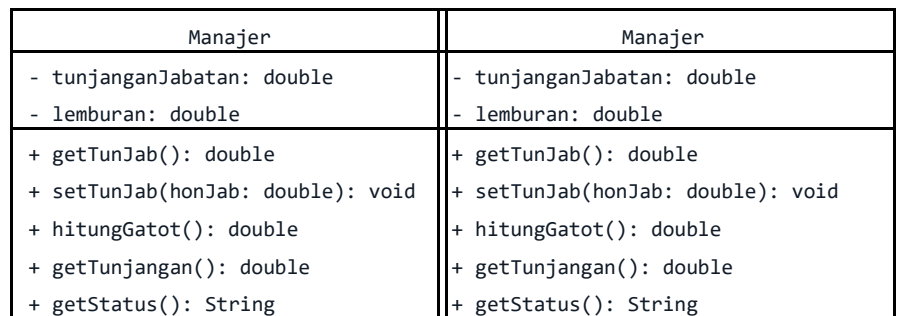 Manajer
- tunjanganJabatan: double
- lemburan: double
+ getTunJab(): double
+ setTunJab(honJab: double): void
+ hitungGatot(): double
+ getTunjangan(): double
+ getStatus(): String
Manajer
- tunjanganJabatan: double
- lemburan: double
+ getTunJab(): double
+ setTunJab(honJab: double): void
+ hitungGatot(): double
+ getTunjangan(): double
+ getStatus(): String